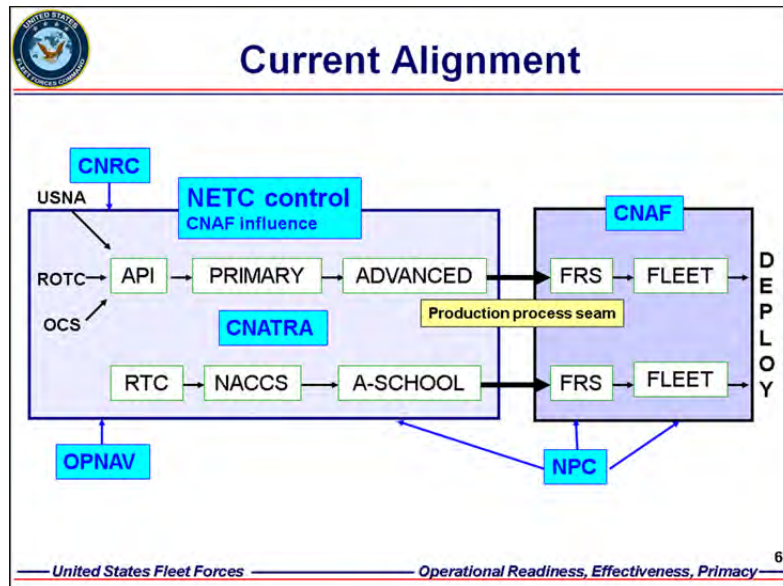 UNITED STATES
FLEET FORCES COMMAND
Current Alignment
CNRC
USNA
NETC control
CNAF influence
CNAF
ROTC
API
PRIMARY
ADVANCED
FRS
FLEET
OCS
Production process seam
CNATRA
RTC
NACCS
A-SCHOOL
FRS
FLEET
DEPLOY
OPNAV
NPC
6
United States Fleet Forces
Operational Readiness, Effectiveness, Primacy